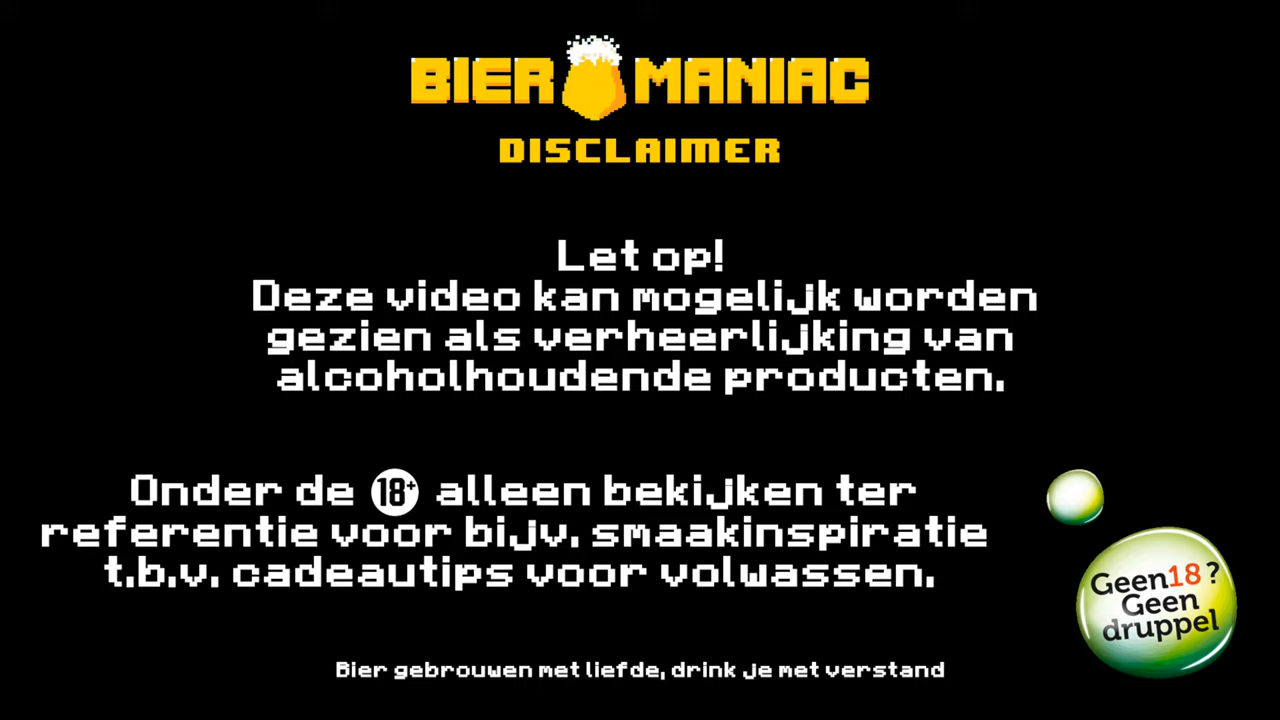 BIER MANIAC
DISCLAIMER
Let op!
Deze video kan mogelijk worden
gezien als verheerlijking van
alcoholhoudende producten.
Onder de 18+ alleen bekijken ter
referentie voor bijv. smaakinspiratie
t.b.v. cadeautips voor volwassen.
Geen18?
Geen
druppel
Bier gebrouwen met liefde, drink je met verstand